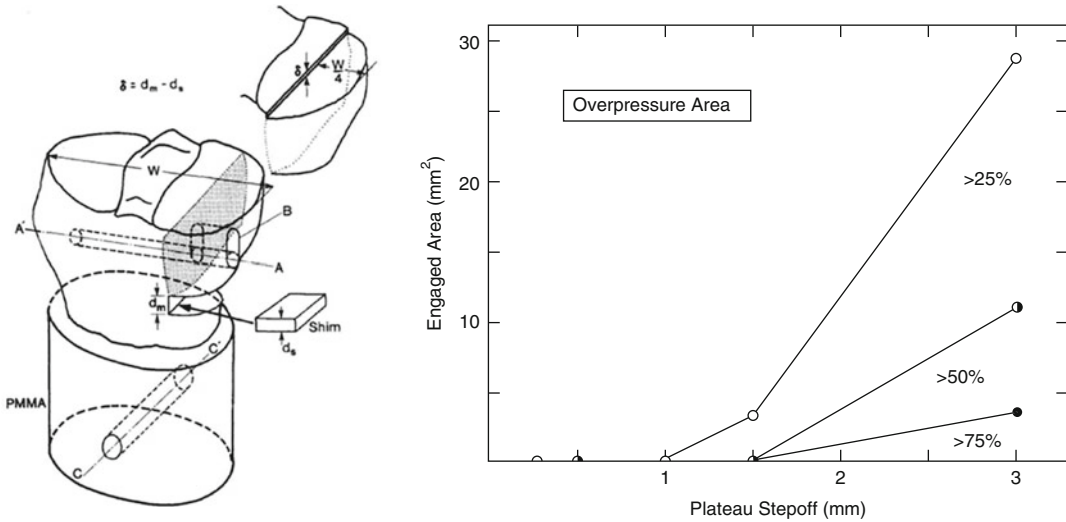 δ = dm - ds
δ
W
4
W
B
A'
A
dm
Shim
ds
C'
PMMA
C
30
20
10
Engaged Area (mm²)
Overpressure Area
>25%
>50%
>75%
1
2
3
Plateau Stepoff (mm)